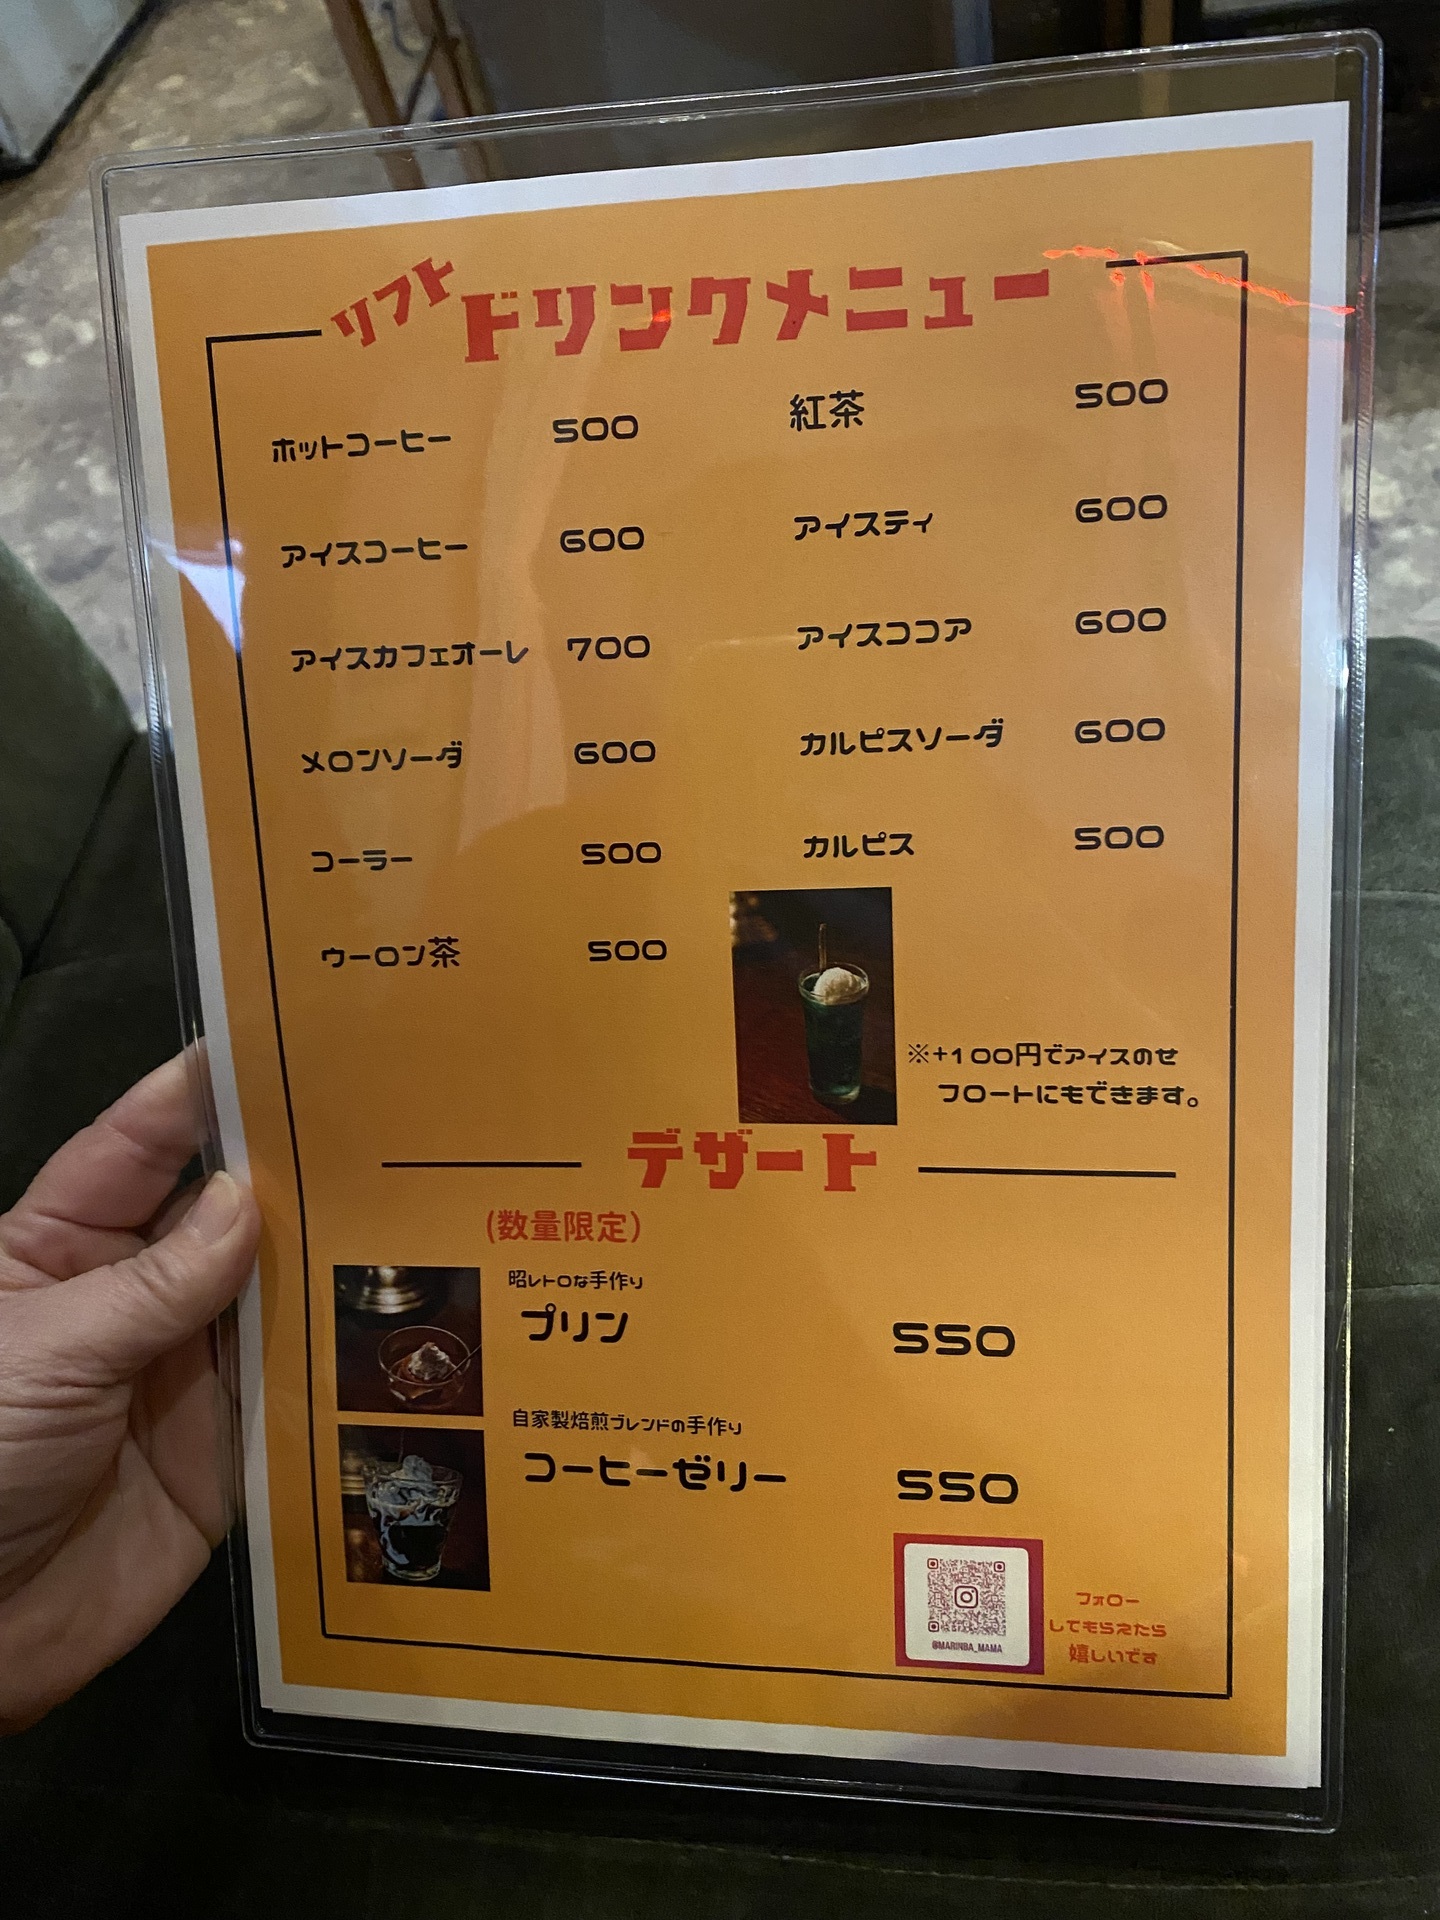 リフト ドリンクメニュー
ホットコーヒー 500
アイスコーヒー 600
アイスカフェオーレ 700
メロンソーダ 600
コーラー 500
ウーロン茶 500
紅茶 500
アイスティ 600
アイスココア 600
カルピスソーダ 600
カルピス 500
※+100円でアイスのせ
フロートにもできます。
デザート
(数量限定)
昭レトロな手作り
プリン 550
自家製焙煎ブレンドの手作り
コーヒーゼリー 550
@MARINBA_MAMA
フォロー
してもらえたら
嬉しいです